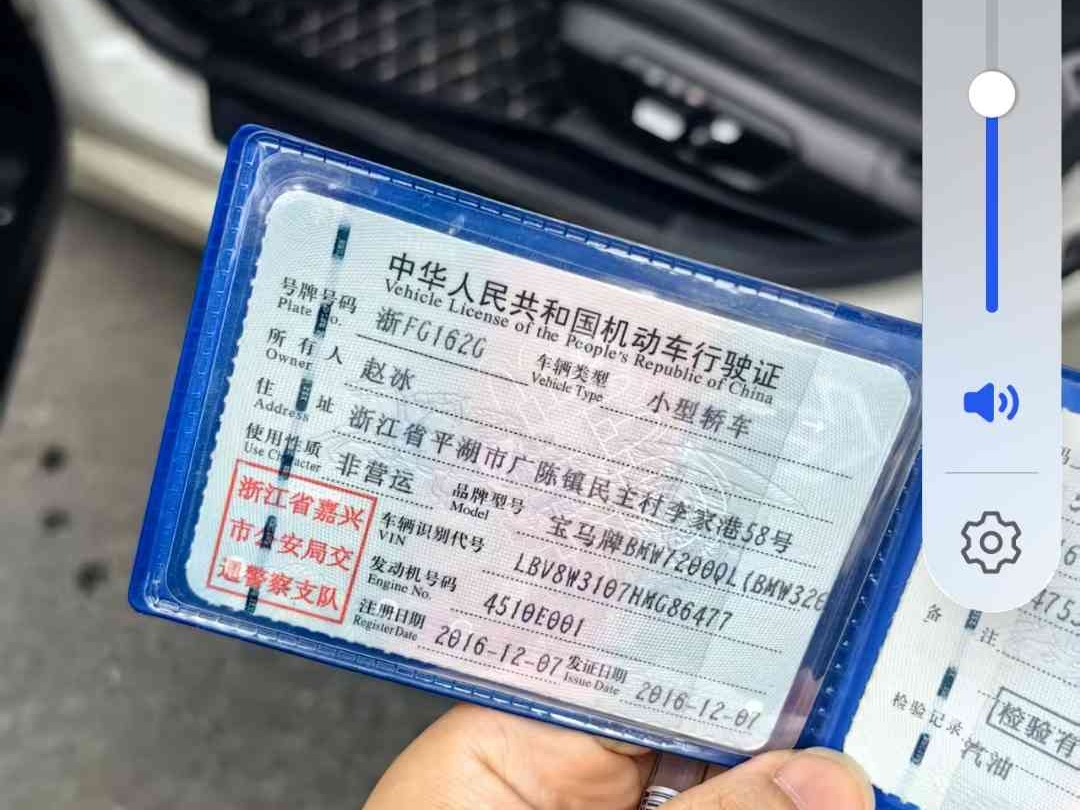 中华人民共和国机动车行驶证
Vehicle License of the People's Republic of China
号牌号码 浙FG162G 车辆类型 小型轿车
Plate No. Vehicle Type
所有人 赵冰
Owner
住址 浙江省平湖市广陈镇民主村李家港58号
Address
使用性质 非营运 品牌型号 宝马牌BMW7200QL(BMW320
Use Character Model
浙江省嘉兴
市公安局交
通警察支队
车辆识别代号 LBV8W3107HMG86477
VIN
发动机号码 4510E001
Engine No.
注册日期 2016-12-07 发证日期 2016-12-07
Register Date Issue Date
备注
检验记录
检验有
汽油